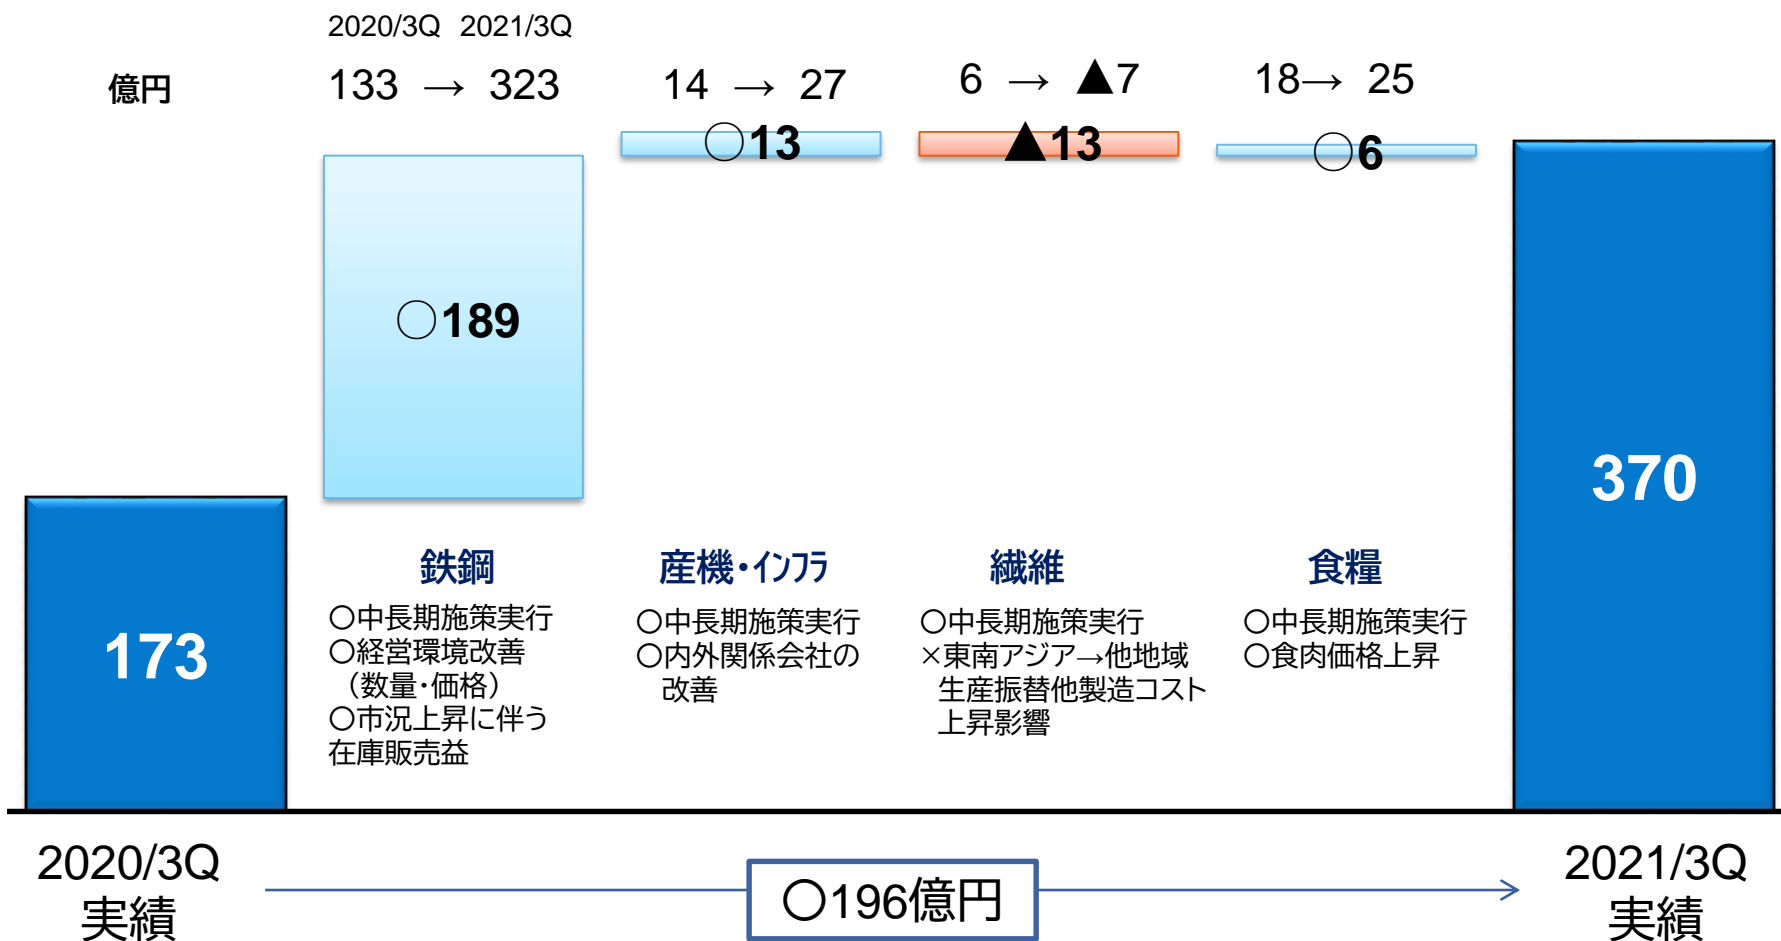 2020/3Q 2021/3Q
億円
133 → 323
14 → 27
6 → ▲7
18→ 25
○13
▲13
○6
○189
173
370
鉄鋼
○中長期施策実行
○経営環境改善
（数量・価格）
○市況上昇に伴う
在庫販売益
産機・インフラ
○中長期施策実行
○内外関係会社の
改善
繊維
○中長期施策実行
×東南アジア→他地域
生産振替他製造コスト
上昇影響
食糧
○中長期施策実行
○食肉価格上昇
2020/3Q
実績
○196億円
2021/3Q
実績